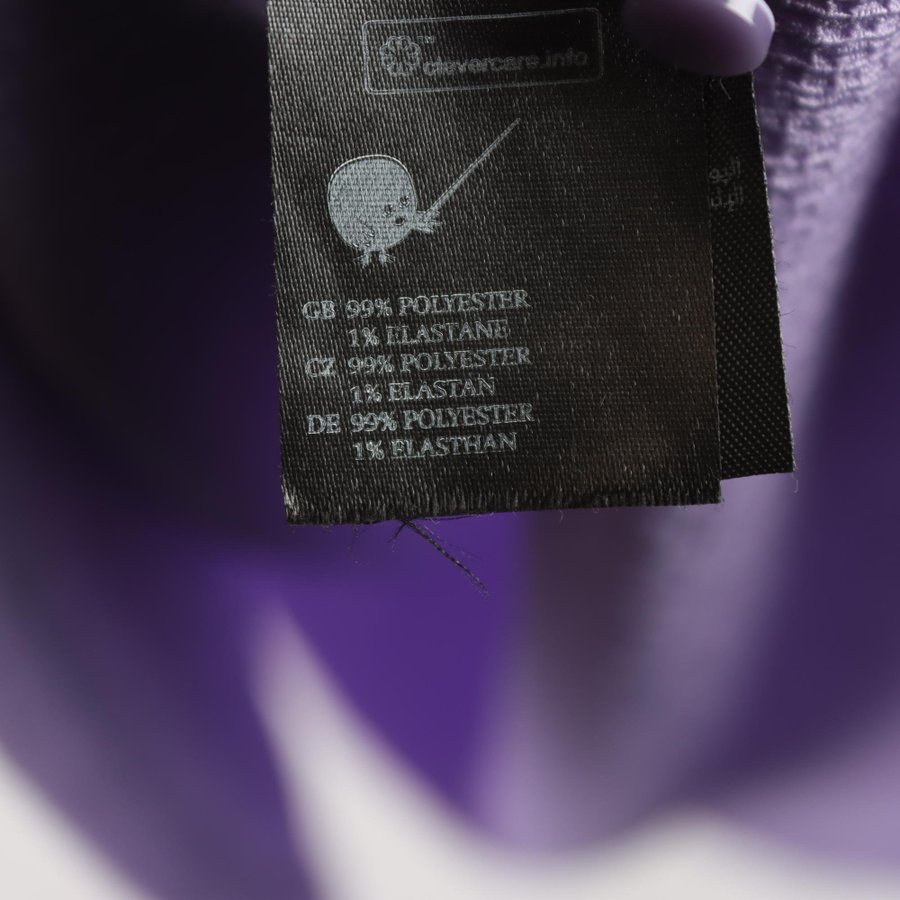 clevercare.info
GB 99% POLYESTER
1% ELASTANE
CZ 99% POLYESTER
1% ELASTAN
DE 99% POLYESTER
1% ELASTHAN